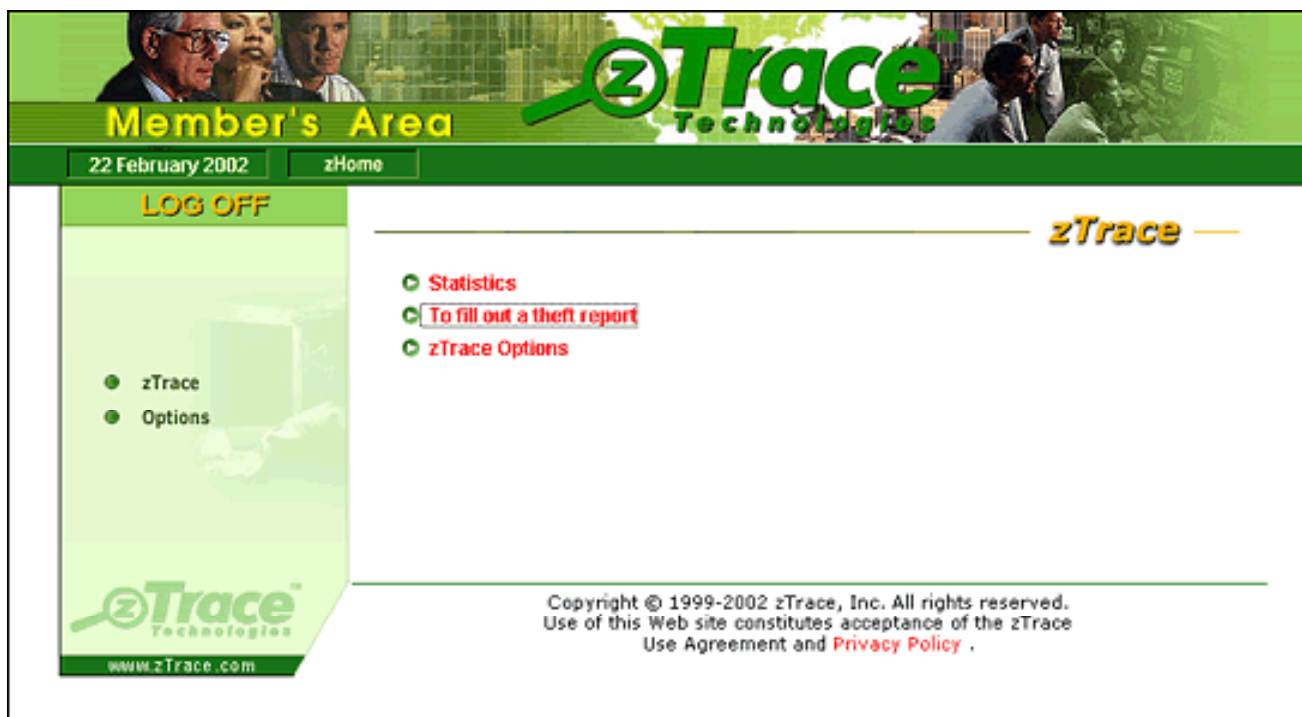 zTrace™
Technologies
Member's Area
22 February 2002
zHome
LOG OFF
zTrace
Statistics
To fill out a theft report
zTrace Options
zTrace
Options
zTrace™
Technologies
www.zTrace.com
Copyright © 1999-2002 zTrace, Inc. All rights reserved.
Use of this Web site constitutes acceptance of the zTrace
Use Agreement and Privacy Policy .